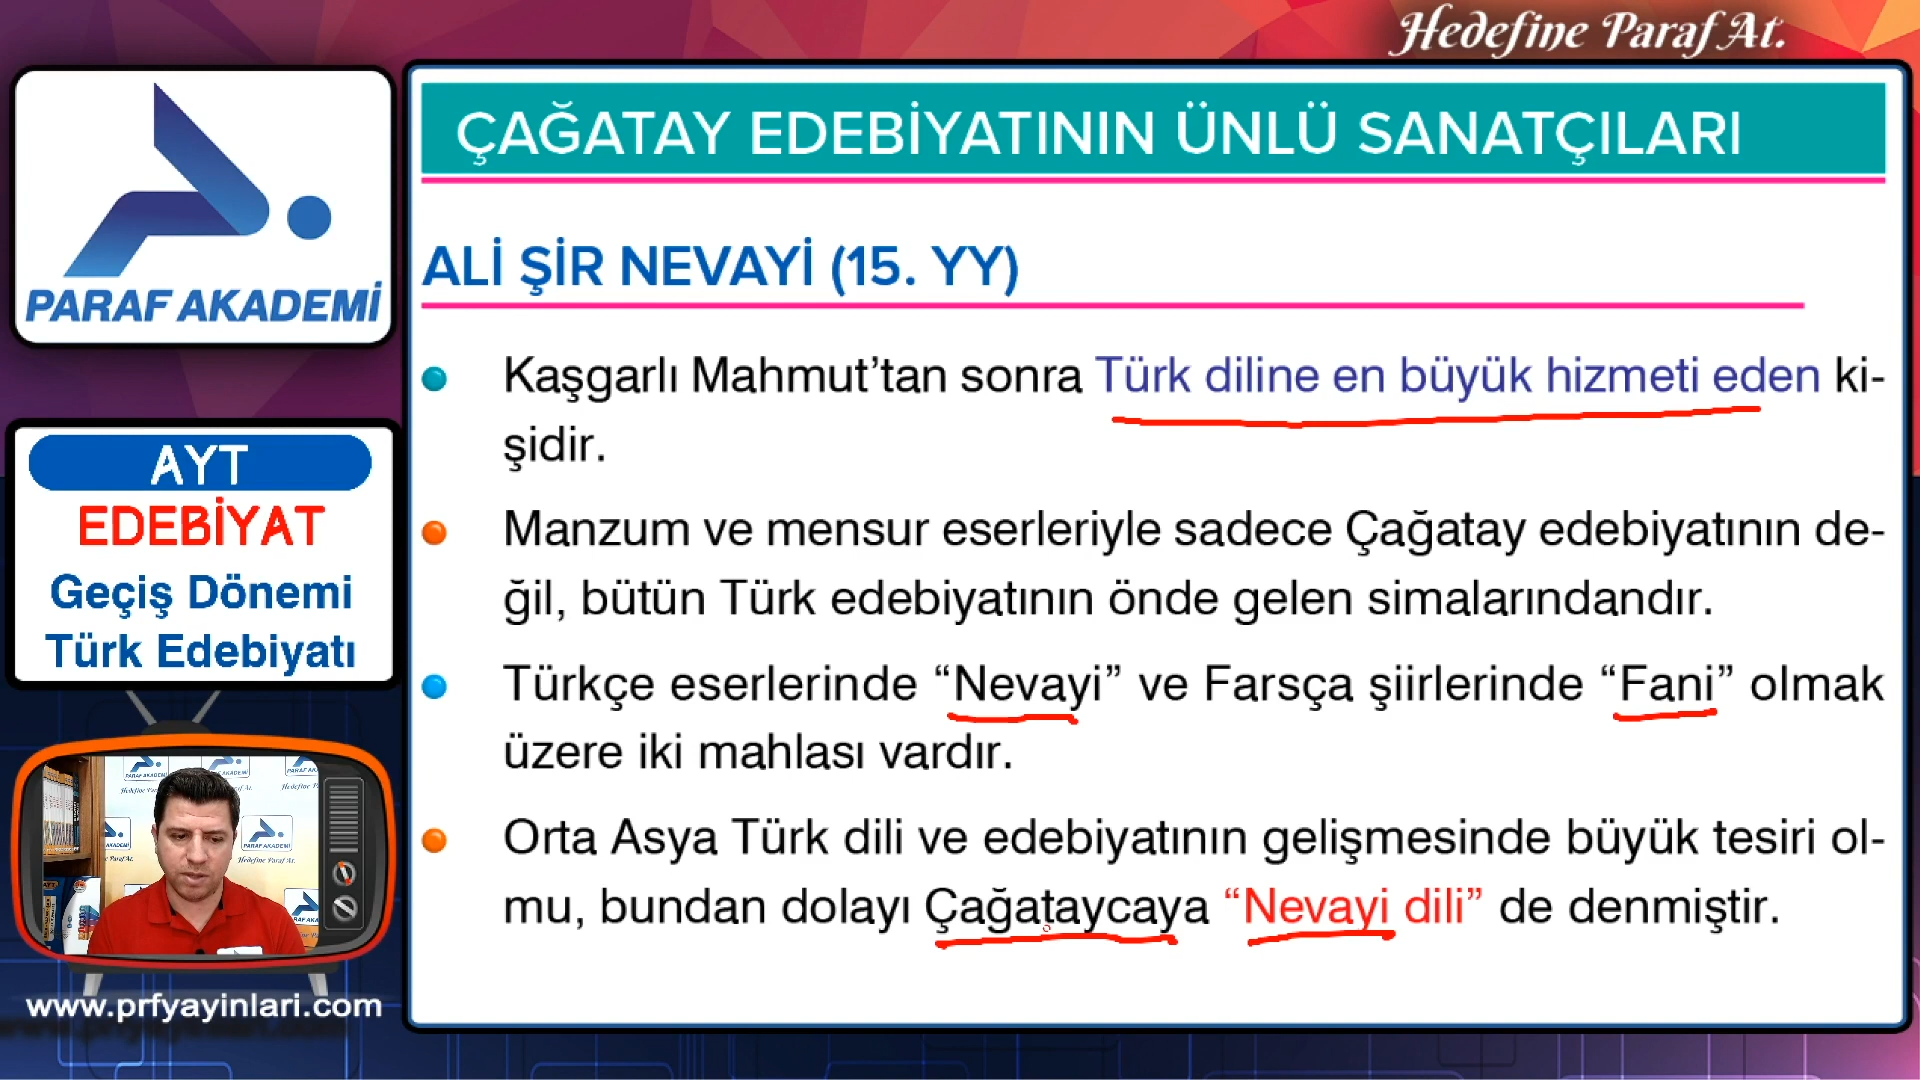 Hedefine Paraf At.
PARAF AKADEMİ
AYT
EDEBİYAT
Geçiş Dönemi
Türk Edebiyatı
www.prfyayinlari.com
ÇAĞATAY EDEBİYATININ ÜNLÜ SANATÇILARI
ALİ ŞİR NEVAYİ (15. YY)
Kaşgarlı Mahmut’tan sonra Türk diline en büyük hizmeti eden ki-
şidir.
Manzum ve mensur eserleriyle sadece Çağatay edebiyatının de-
ğil, bütün Türk edebiyatının önde gelen simalarındandır.
Türkçe eserlerinde “Nevayi” ve Farsça şiirlerinde “Fani” olmak
üzere iki mahlası vardır.
Orta Asya Türk dili ve edebiyatının gelişmesinde büyük tesiri ol-
mu, bundan dolayı Çağataycaya “Nevayi dili” de denmiştir.